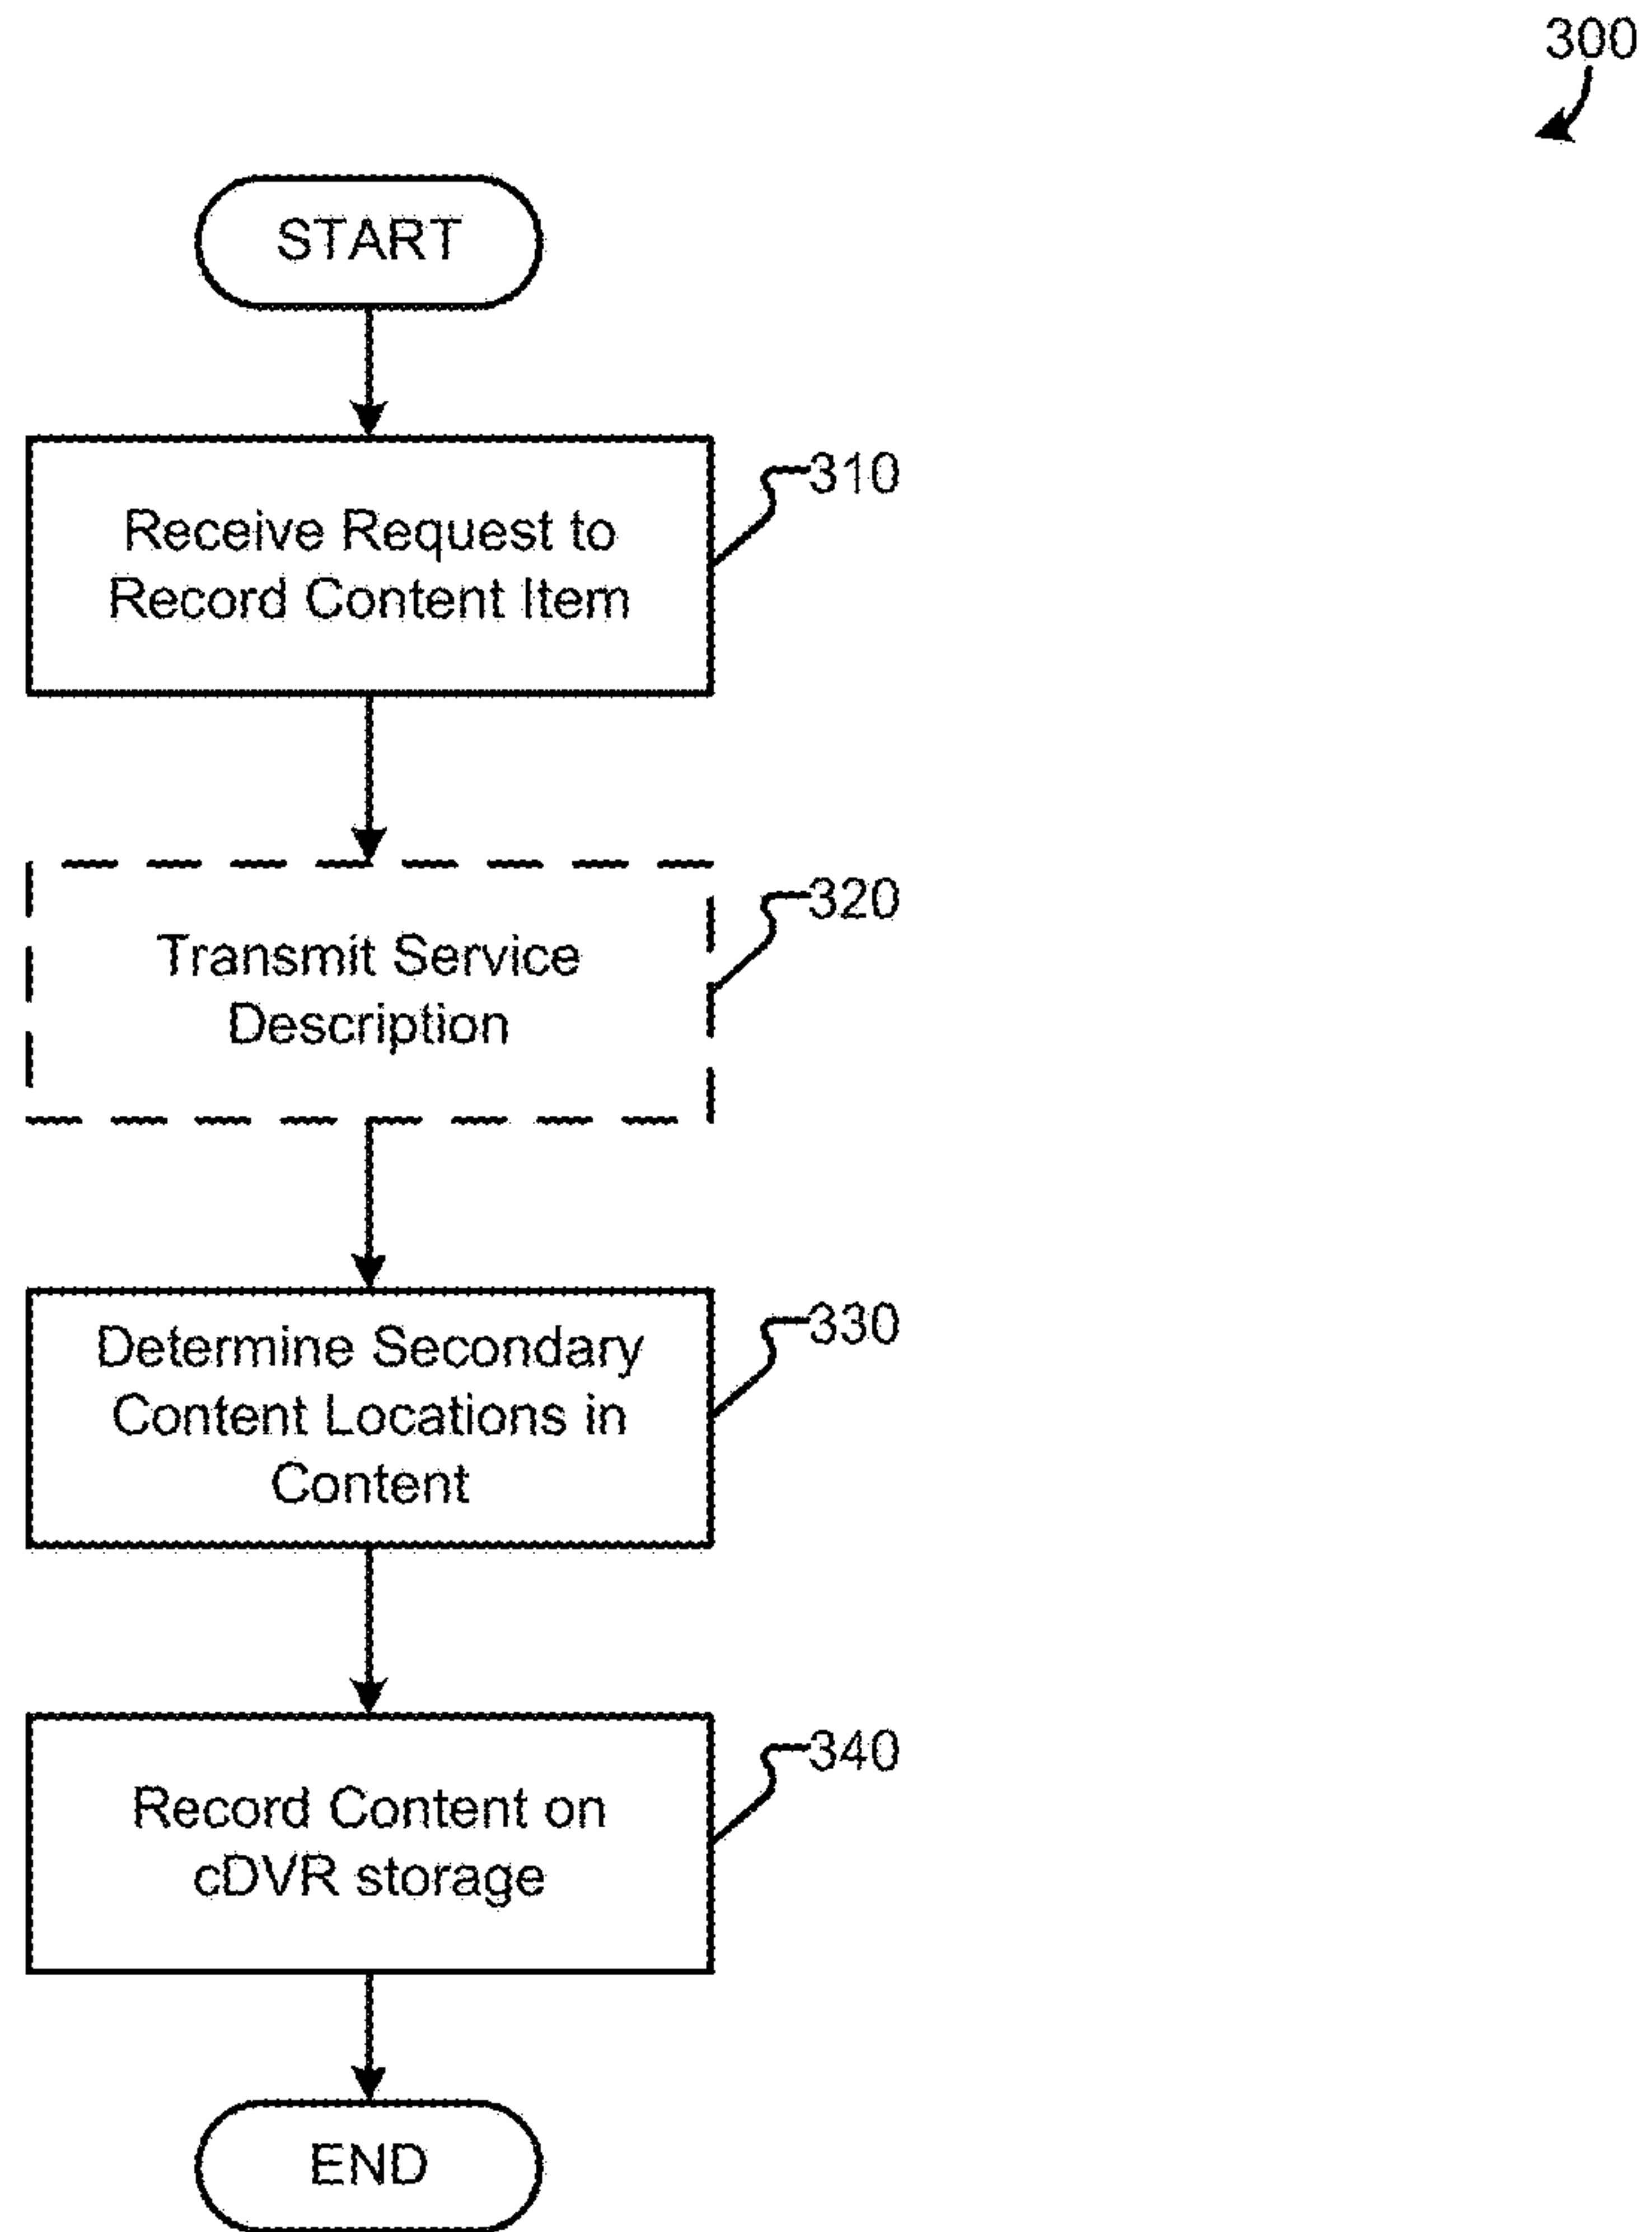 300
START
310
Receive Request to
Record Content Item
320
Transmit Service
Description
330
Determine Secondary
Content Locations in
Content
340
Record Content on
cDVR storage
END